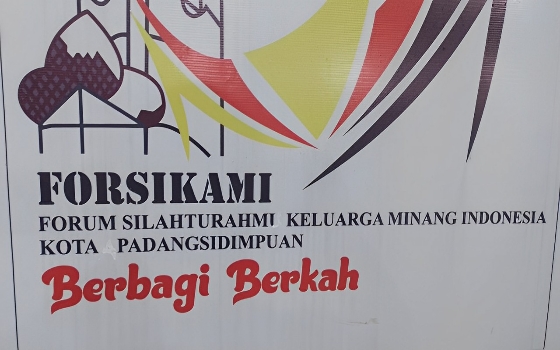 FORSIKAMI
FORUM SILAHTURAHMI KELUARGA MINANG INDONESIA
KOTA PADANGSIDIMPUAN
Berbagi Berkah